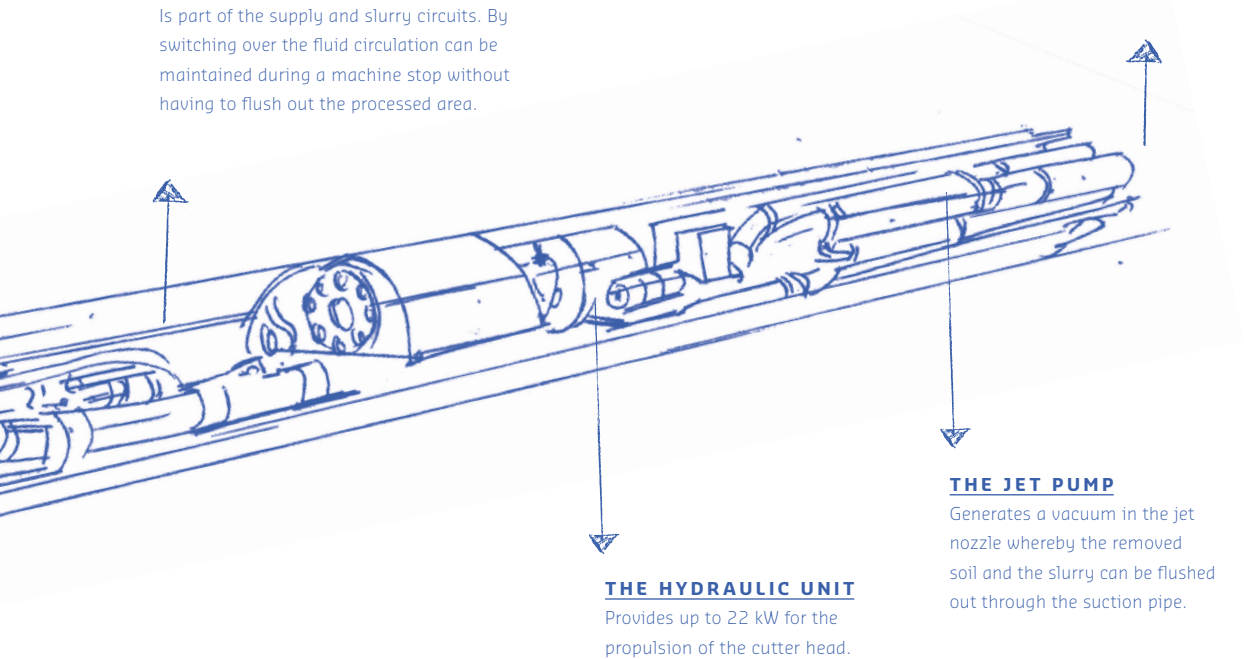 Is part of the supply and slurry circuits. By
switching over the fluid circulation can be
maintained during a machine stop without
having to flush out the processed area.
THE JET PUMP
Generates a vacuum in the jet
nozzle whereby the removed
soil and the slurry can be flushed
out through the suction pipe.
THE HYDRAULIC UNIT
Provides up to 22 kW for the
propulsion of the cutter head.